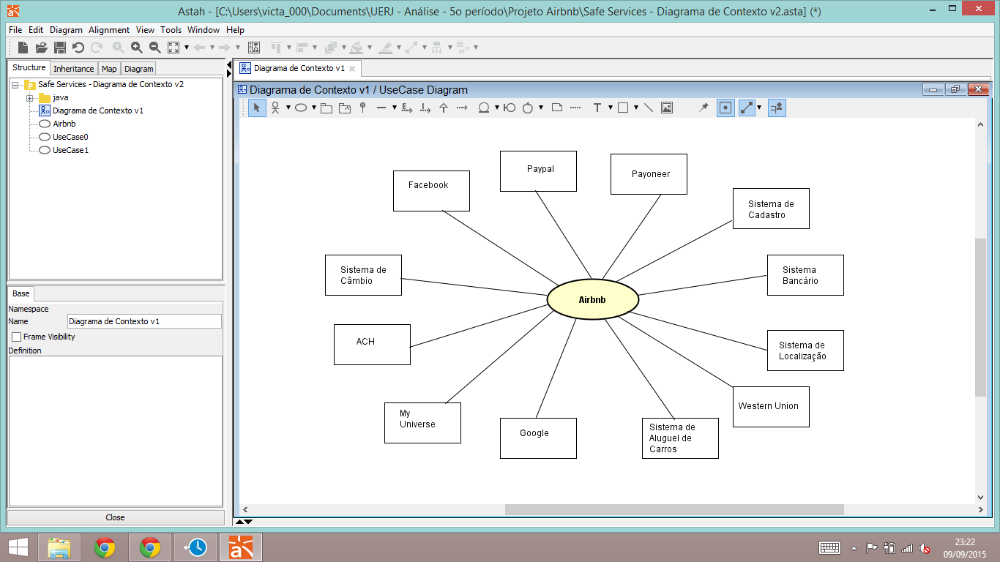 Astah - [C:\Users\victa_000\Documents\UERJ - Análise - 5o período\Projeto Airbnb\Safe Services - Diagrama de Contexto v2.asta] (*)
File Edit Diagram Alignment View Tools Window Help
Structure Inheritance Map Diagram
Safe Services - Diagrama de Contexto v2
java
Diagrama de Contexto v1
Airbnb
UseCase0
UseCase1
Base
Namespace
Name Diagrama de Contexto v1
Frame Visibility
Definition
Close
Diagrama de Contexto v1
Diagrama de Contexto v1 / UseCase Diagram
T
Facebook
Paypal
Payoneer
Sistema de
Cadastro
Sistema de
Câmbio
Sistema
Bancário
Airbnb
ACH
Sistema de
Localização
My
Universe
Google
Sistema de
Aluguel de
Carros
Western Union
23:22
09/09/2015